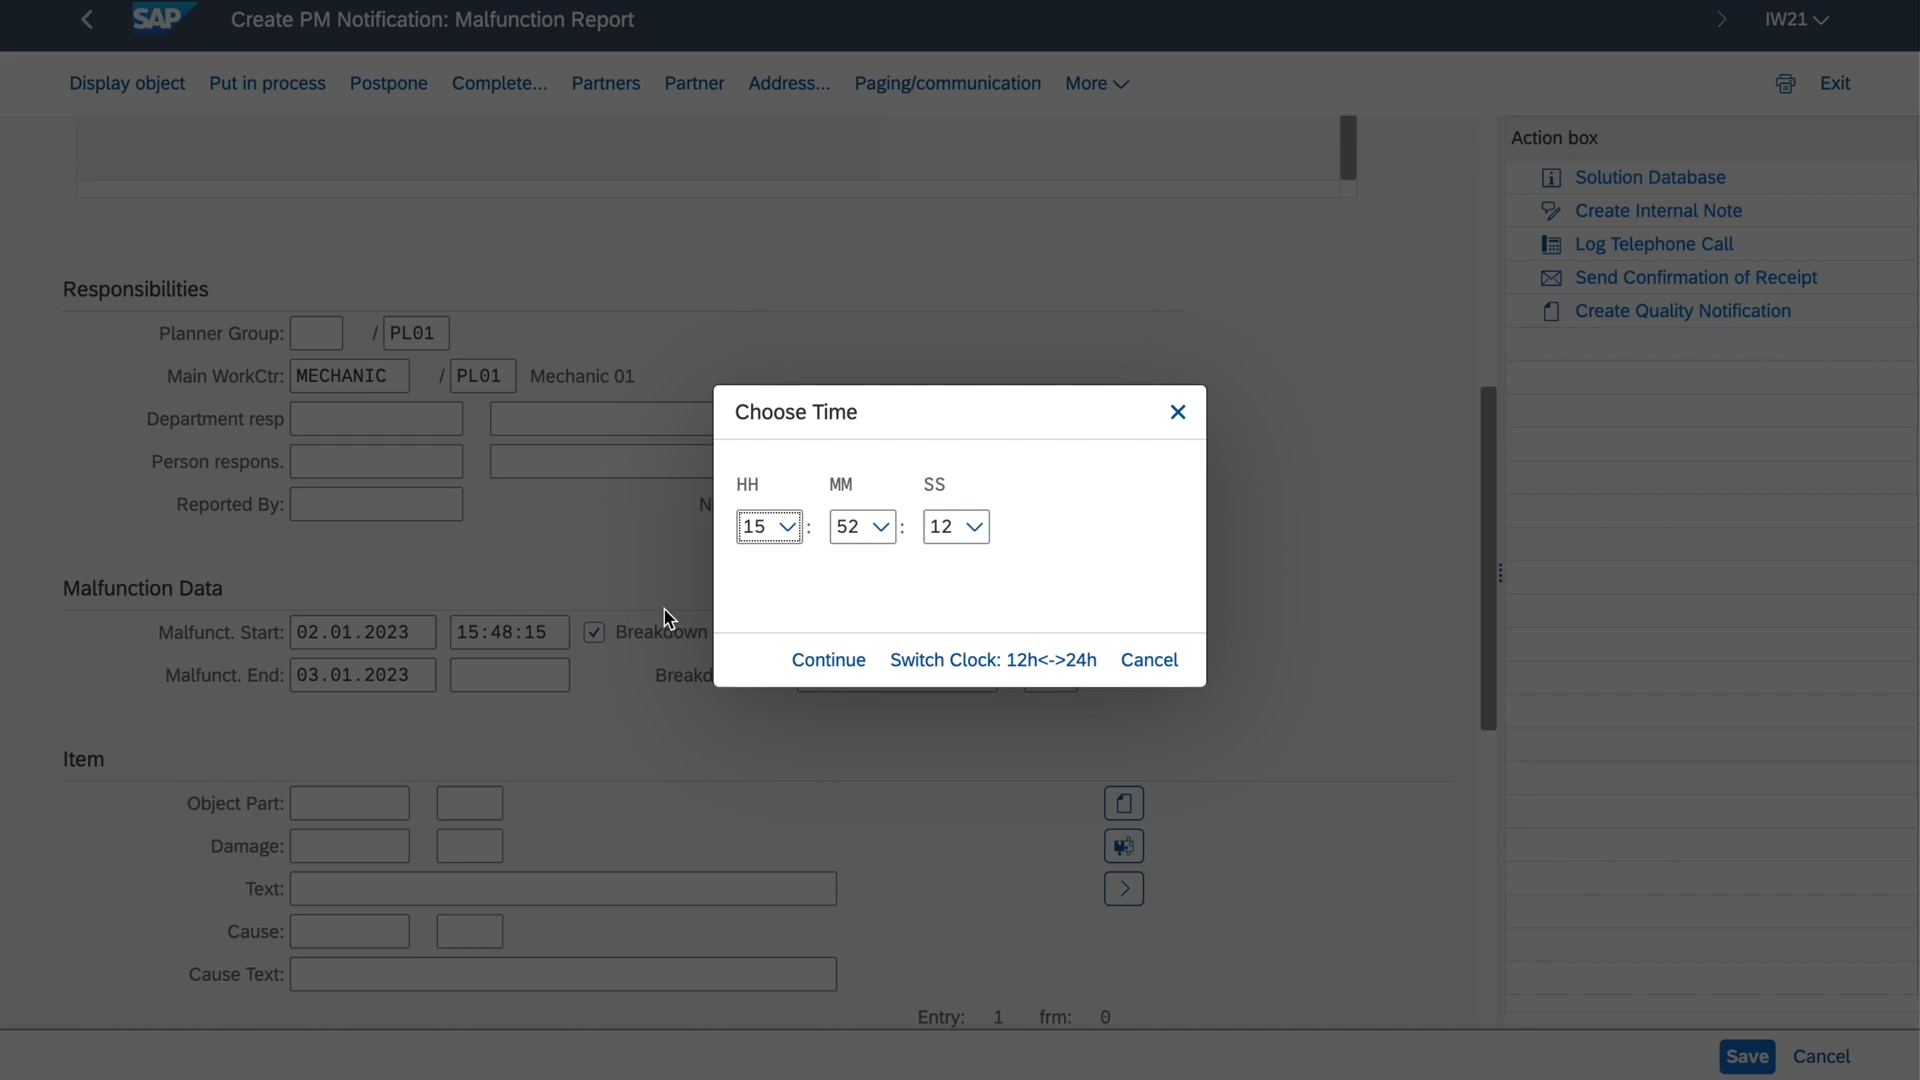 SAP Create PM Notification: Malfunction Report IW21
Display object Put in process Postpone Complete... Partners Partner Address... Paging/communication More Exit
Action box
Solution Database
Create Internal Note
Log Telephone Call
Send Confirmation of Receipt
Create Quality Notification
Responsibilities
Planner Group: / PL01
Main WorkCtr: MECHANIC / PL01 Mechanic 01
Department resp
Person respons.
Reported By: N
Choose Time
HH MM SS
15 : 52 : 12
Continue Switch Clock: 12h<->24h Cancel
Malfunction Data
Malfunct. Start: 02.01.2023 15:48:15 Breakdown
Malfunct. End: 03.01.2023 Breakd
Item
Object Part:
Damage:
Text:
Cause:
Cause Text:
Entry: 1 frm: 0
Save Cancel